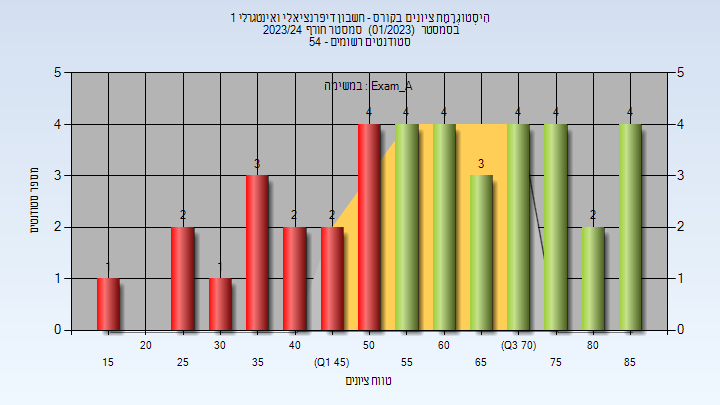 היסטוגרמת ציונים בקורס - חשבון דיפרנציאלי ואינטגרלי 1
בסמסטר (01/2023) סמסטר חורף 2023/24
סטודנטים רשומים - 54
במשימה : Exam_A
מספר סטודנטים
5 5
4 4
3 3
2 2
1 1
0 0
1 2 1 3 2 2 4 4 4 3 4 4 2 4
20 30 40 50 60 (Q3 70) 80
15 25 35 (Q1 45) 55 65 75 85
טווח ציונים